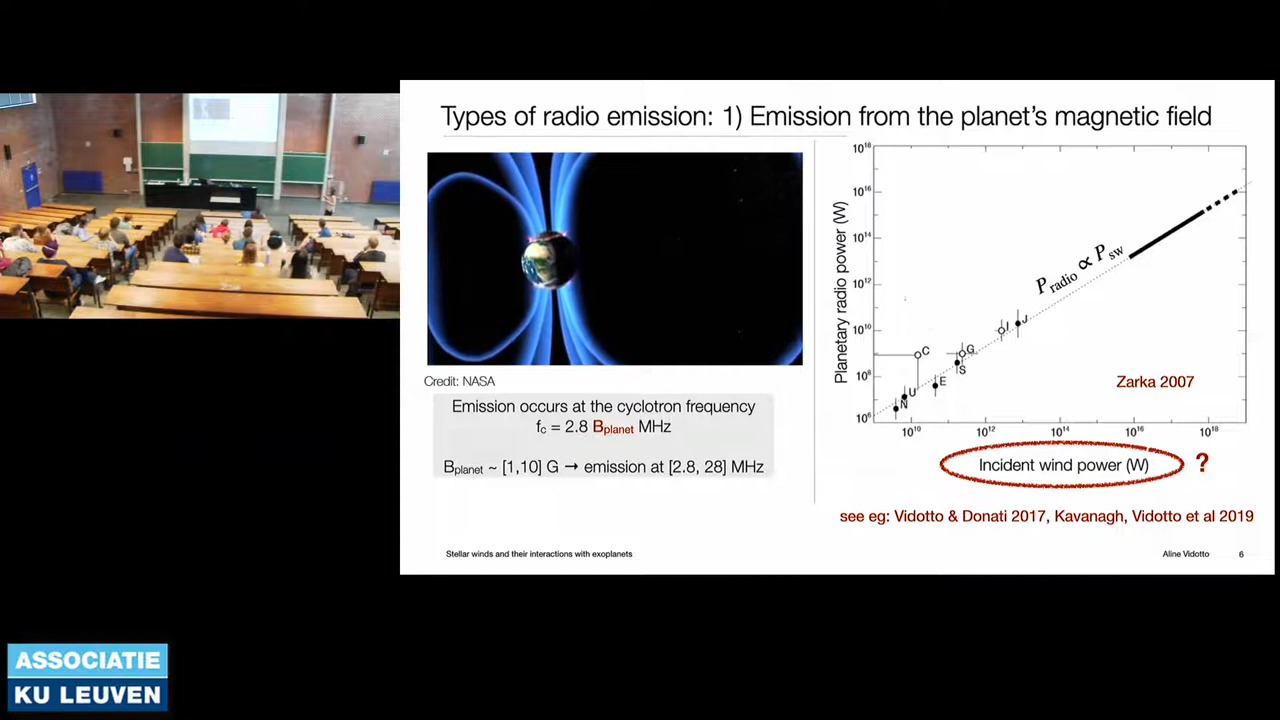 Types of radio emission: 1) Emission from the planet's magnetic field
Credit: NASA
Emission occurs at the cyclotron frequency
fc = 2.8 Bplanet MHz
Bplanet ~ [1,10] G → emission at [2.8, 28] MHz
Planetary radio power (W)
10^18
10^16
10^14
10^12
10^10
10^8
10^6
Pradio ∝ Psw
J
I
G
S
C
E
U
N
Zarka 2007
10^10
10^12
10^14
10^16
10^18
Incident wind power (W) ?
see eg: Vidotto & Donati 2017, Kavanagh, Vidotto et al 2019
Stellar winds and their interactions with exoplanets
Aline Vidotto 6
ASSOCIATIE
KU LEUVEN